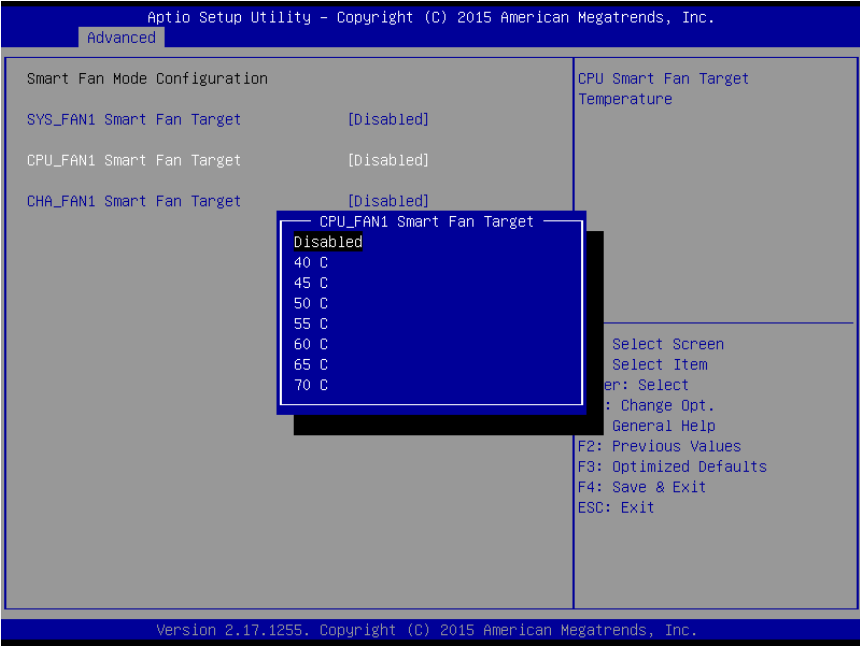 Aptio Setup Utility – Copyright (C) 2015 American Megatrends, Inc.
Advanced
Smart Fan Mode Configuration
SYS_FAN1 Smart Fan Target [Disabled]
CPU_FAN1 Smart Fan Target [Disabled]
CHA_FAN1 Smart Fan Target [Disabled]
CPU_FAN1 Smart Fan Target
Disabled
40 C
45 C
50 C
55 C
60 C
65 C
70 C
CPU Smart Fan Target
Temperature
Select Screen
Select Item
er: Select
: Change Opt.
General Help
F2: Previous Values
F3: Optimized Defaults
F4: Save & Exit
ESC: Exit
Version 2.17.1255. Copyright (C) 2015 American Megatrends, Inc.